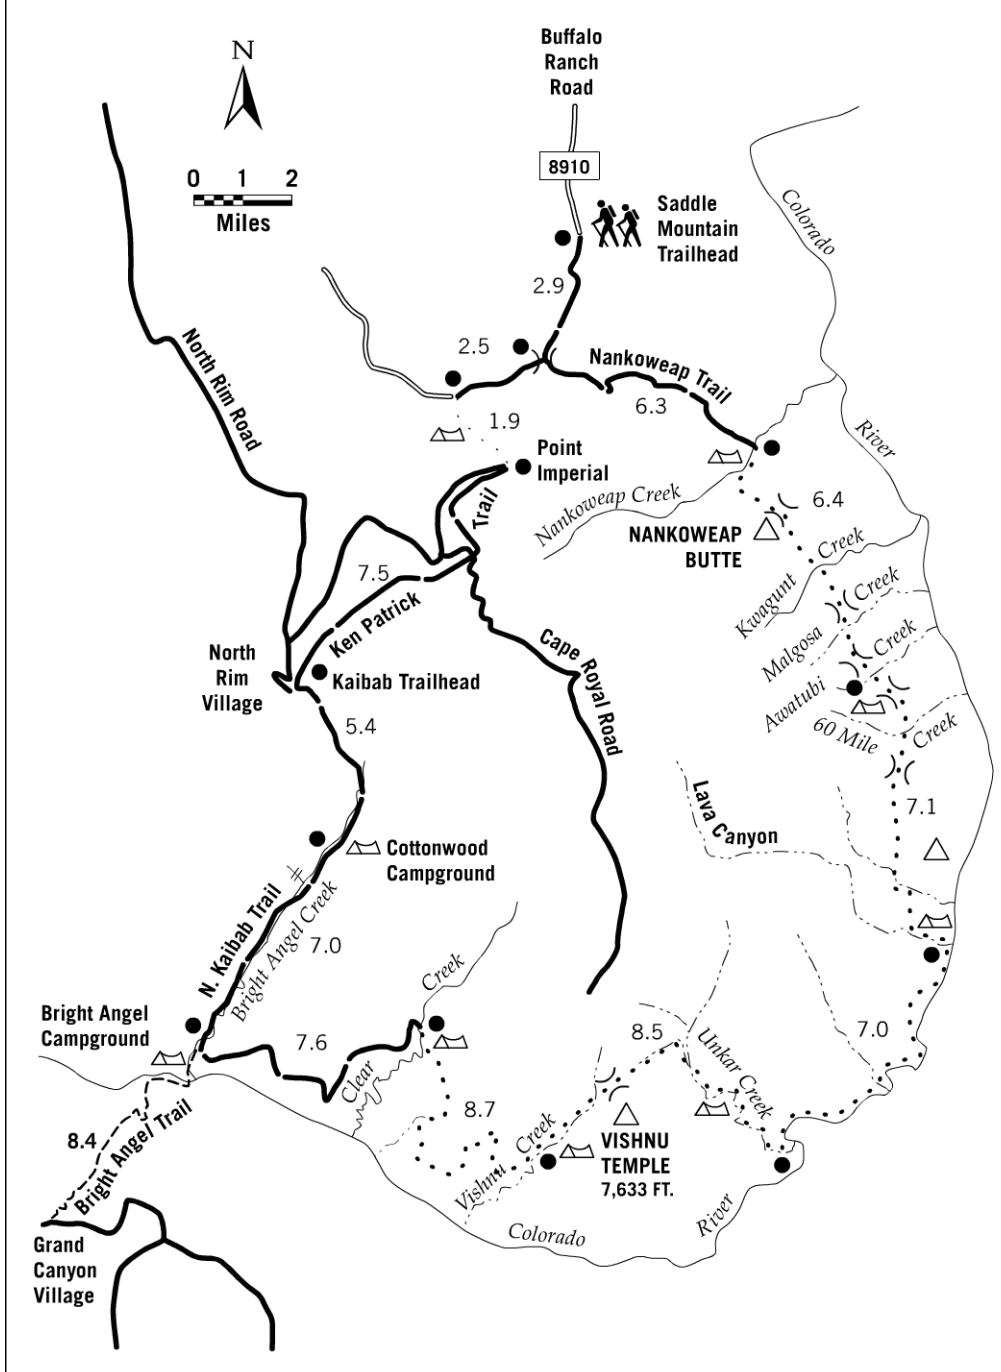 Buffalo
Ranch
Road
N
8910
0 1 2
Miles
Saddle
Mountain
Trailhead
Colorado
2.9
North Rim Road
2.5
Nankoweap Trail
6.3
1.9
Point
Imperial
River
Trail
Nankoweap Creek
6.4
NANKOWEAP
BUTTE
Creek
Kwagunt
7.5
Ken Patrick
Creek
Malgosa
Creek
Awatubi
North
Rim
Village
Kaibab Trailhead
Cape Royal Road
5.4
60 Mile
Creek
7.1
Lava Canyon
Cottonwood
Campground
N. Kaibab Trail
Bright Angel Creek
7.0
Creek
Bright Angel
Campground
7.6
Clear
8.5
Unkar Creek
7.0
8.4
Bright Angel Trail
8.7
Creek
Vishnu
VISHNU
TEMPLE
7,633 FT.
Colorado
River
Grand
Canyon
Village